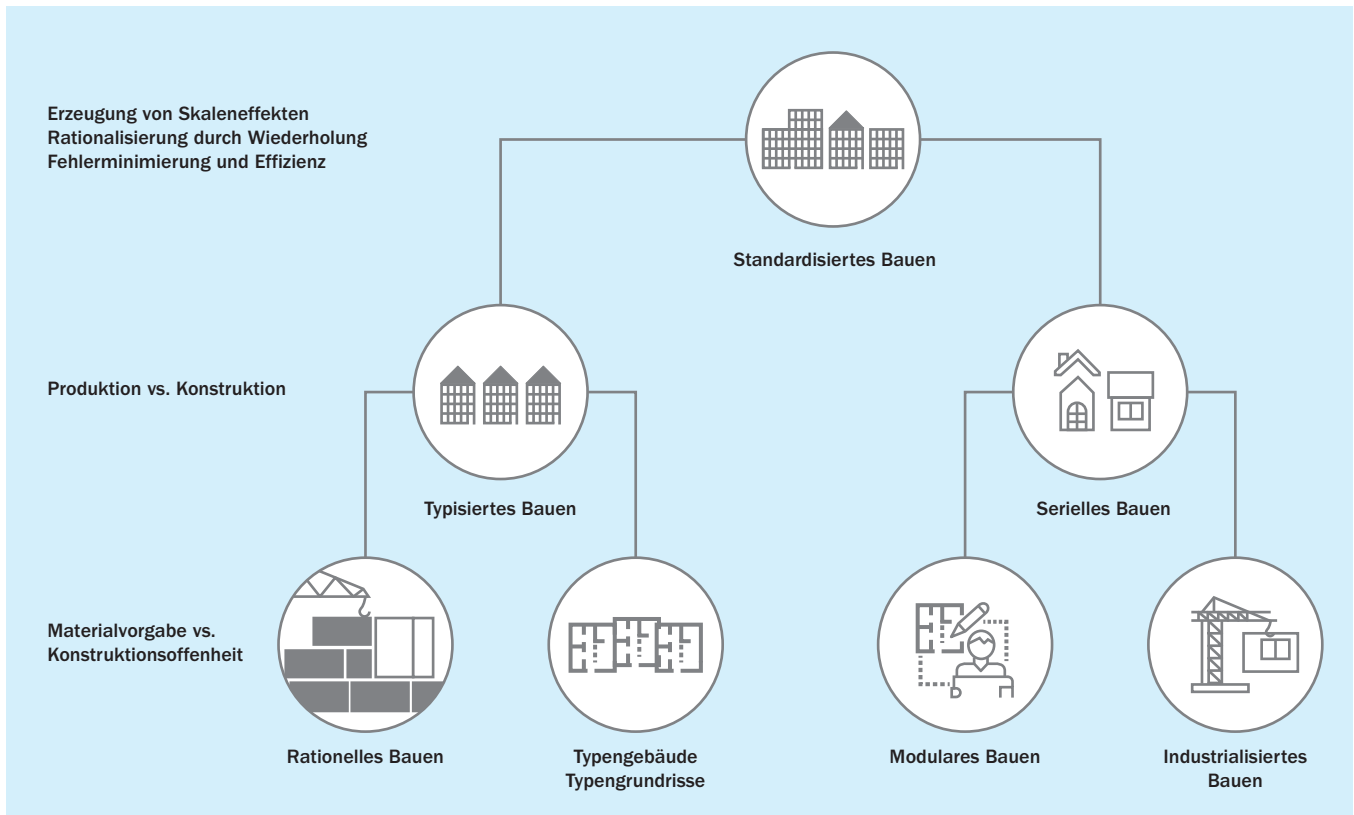 Erzeugung von Skaleneffekten
Rationalisierung durch Wiederholung
Fehlerminimierung und Effizienz
Standardisiertes Bauen
Produktion vs. Konstruktion
Typisiertes Bauen
Serielles Bauen
Materialvorgabe vs.
Konstruktionsoffenheit
Rationelles Bauen
Typengebäude
Typengrundrisse
Modulares Bauen
Industrialisiertes
Bauen